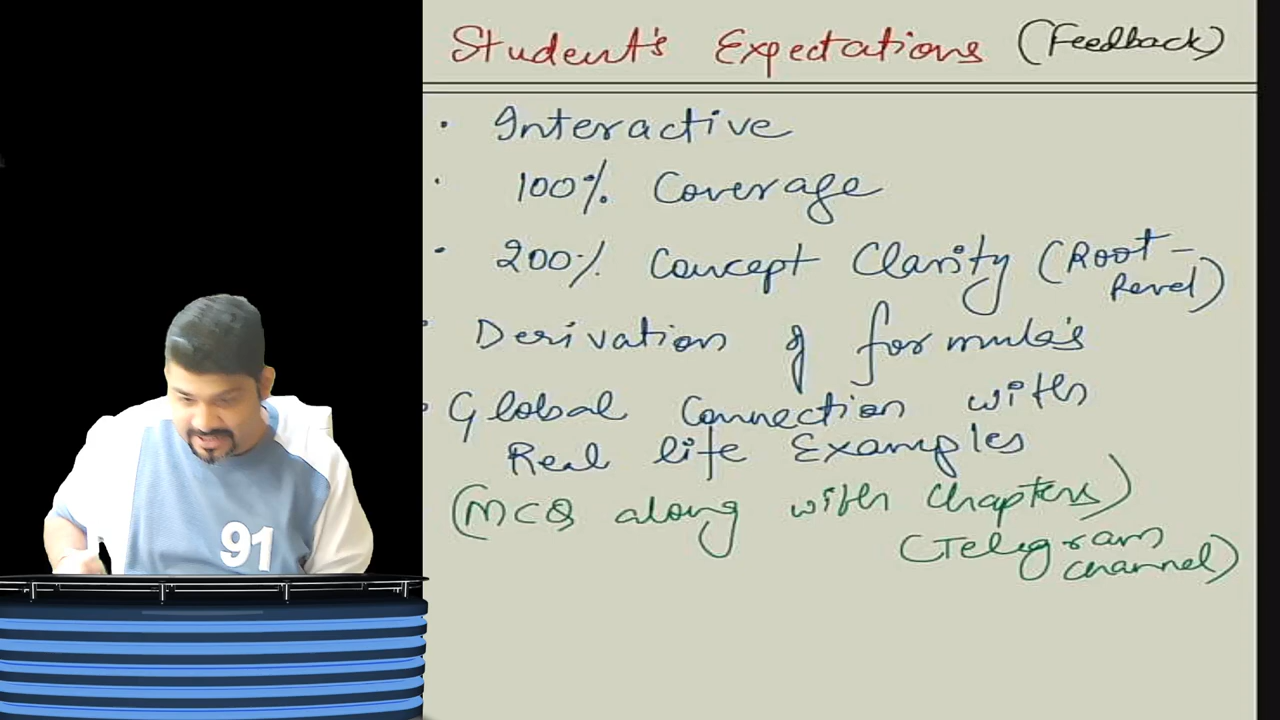 Student's Expectations (Feedback)
• Interactive
• 100% Coverage
• 200% Concept Clarity (Root-
Level)
• Derivation of formula's
• Global Connection with
Real life Examples
(MCQ along with Chapters)
(Telegram
Channel)
91